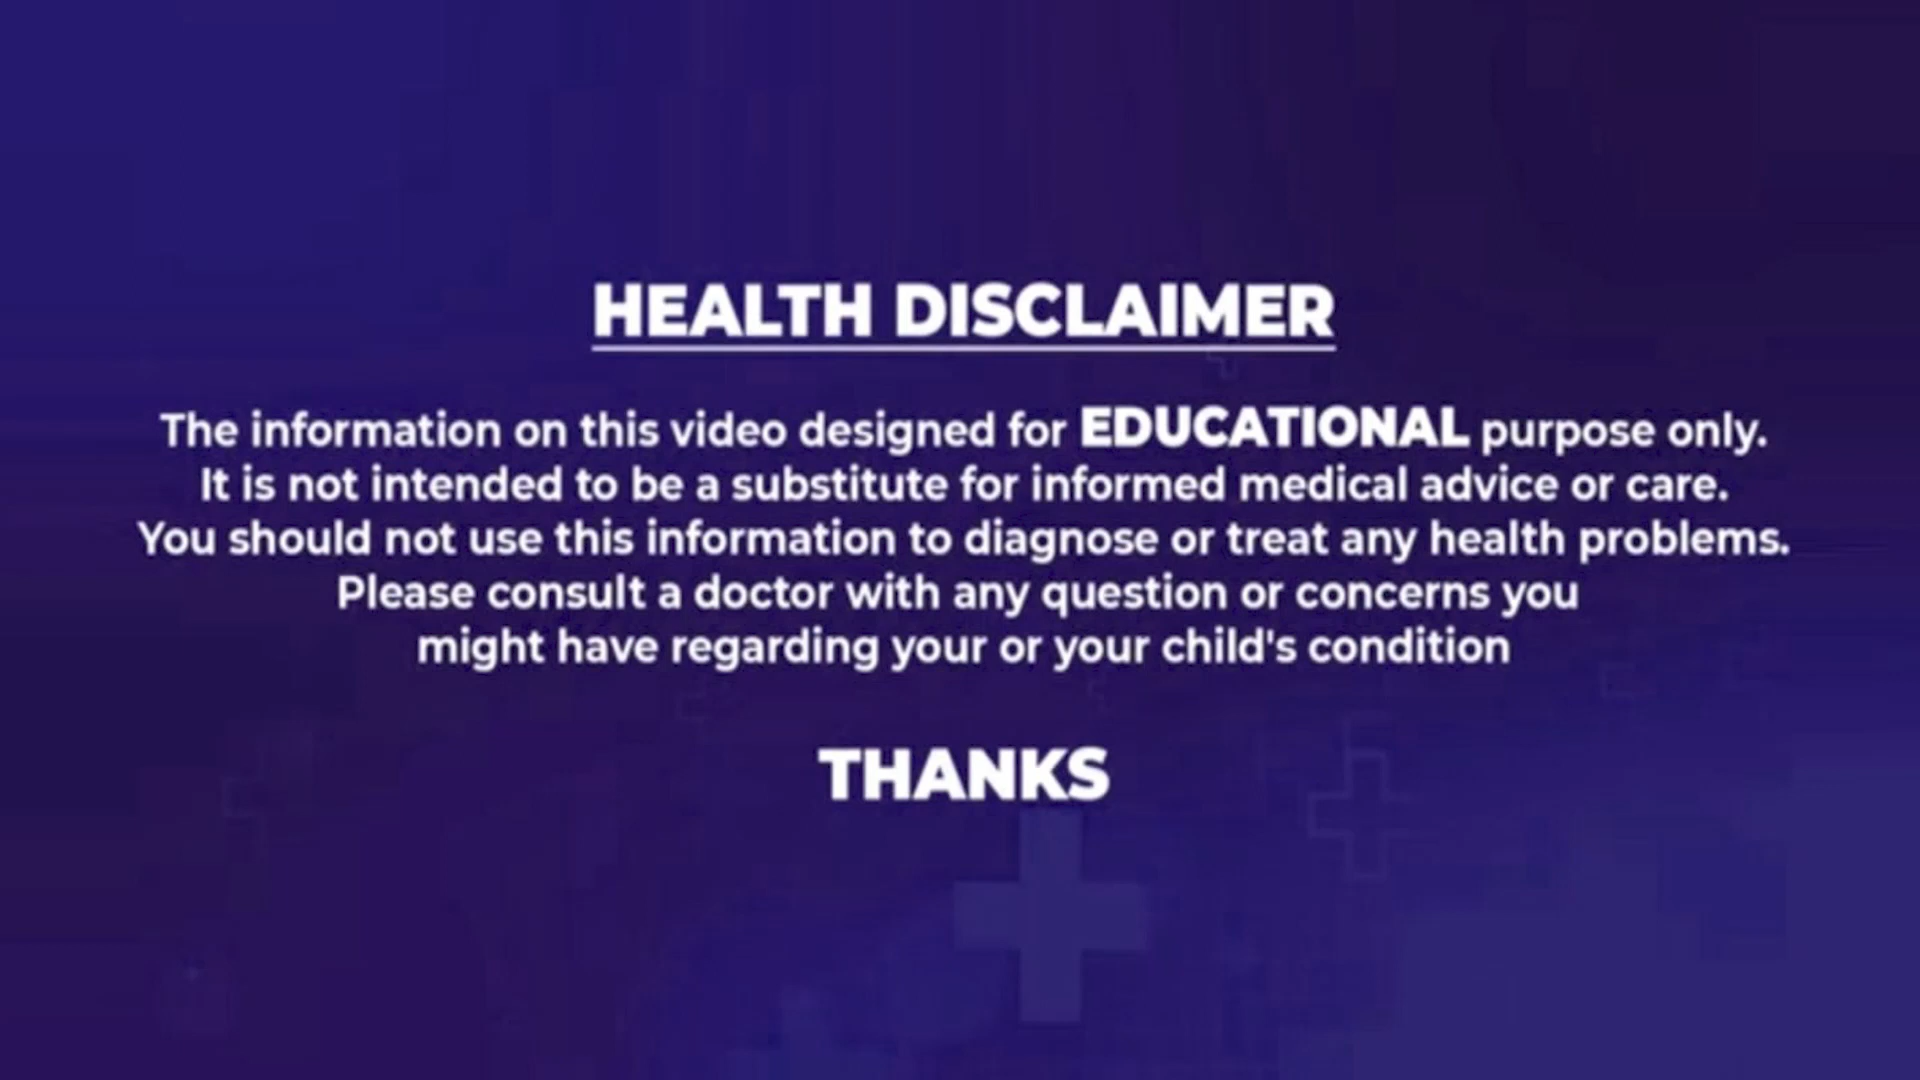 HEALTH DISCLAIMER
The information on this video designed for EDUCATIONAL purpose only.
It is not intended to be a substitute for informed medical advice or care.
You should not use this information to diagnose or treat any health problems.
Please consult a doctor with any question or concerns you
might have regarding your or your child's condition
THANKS